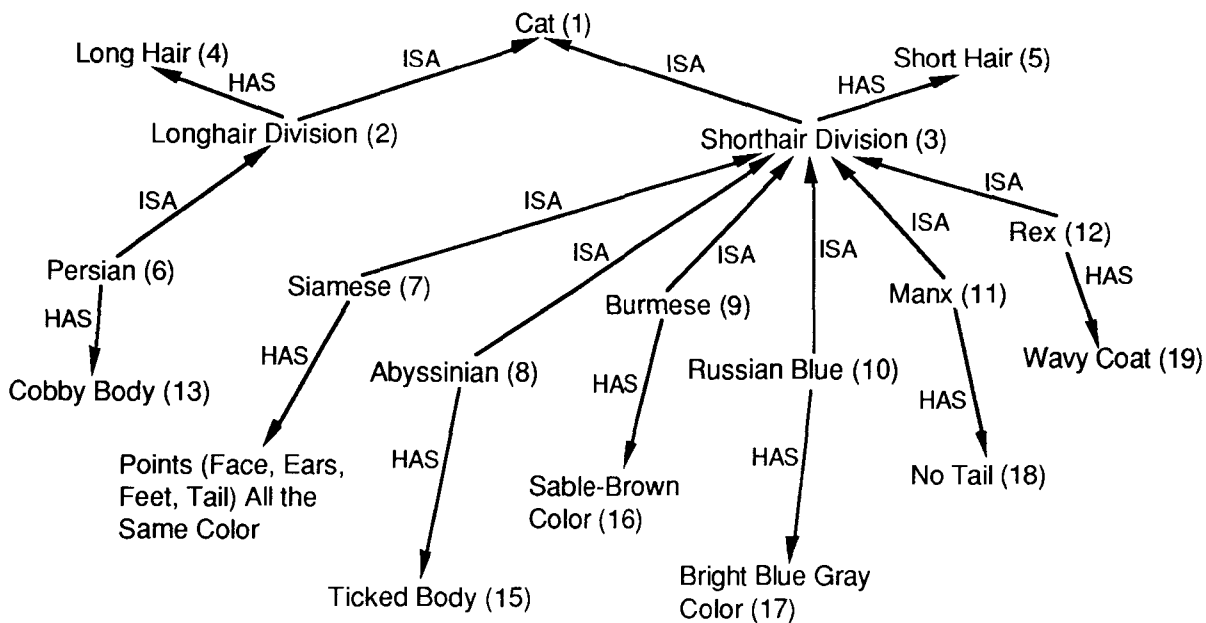 Cat (1)
Long Hair (4)
ISA
ISA
Short Hair (5)
HAS
HAS
Longhair Division (2)
Shorthair Division (3)
ISA
ISA
ISA
ISA
ISA
ISA
ISA
Persian (6)
Siamese (7)
Burmese (9)
Manx (11)
Rex (12)
HAS
HAS
HAS
HAS
HAS
Abyssinian (8)
Russian Blue (10)
Wavy Coat (19)
Cobby Body (13)
Points (Face, Ears,
Feet, Tail) All the
Same Color
HAS
HAS
Sable-Brown
Color (16)
No Tail (18)
Ticked Body (15)
Bright Blue Gray
Color (17)